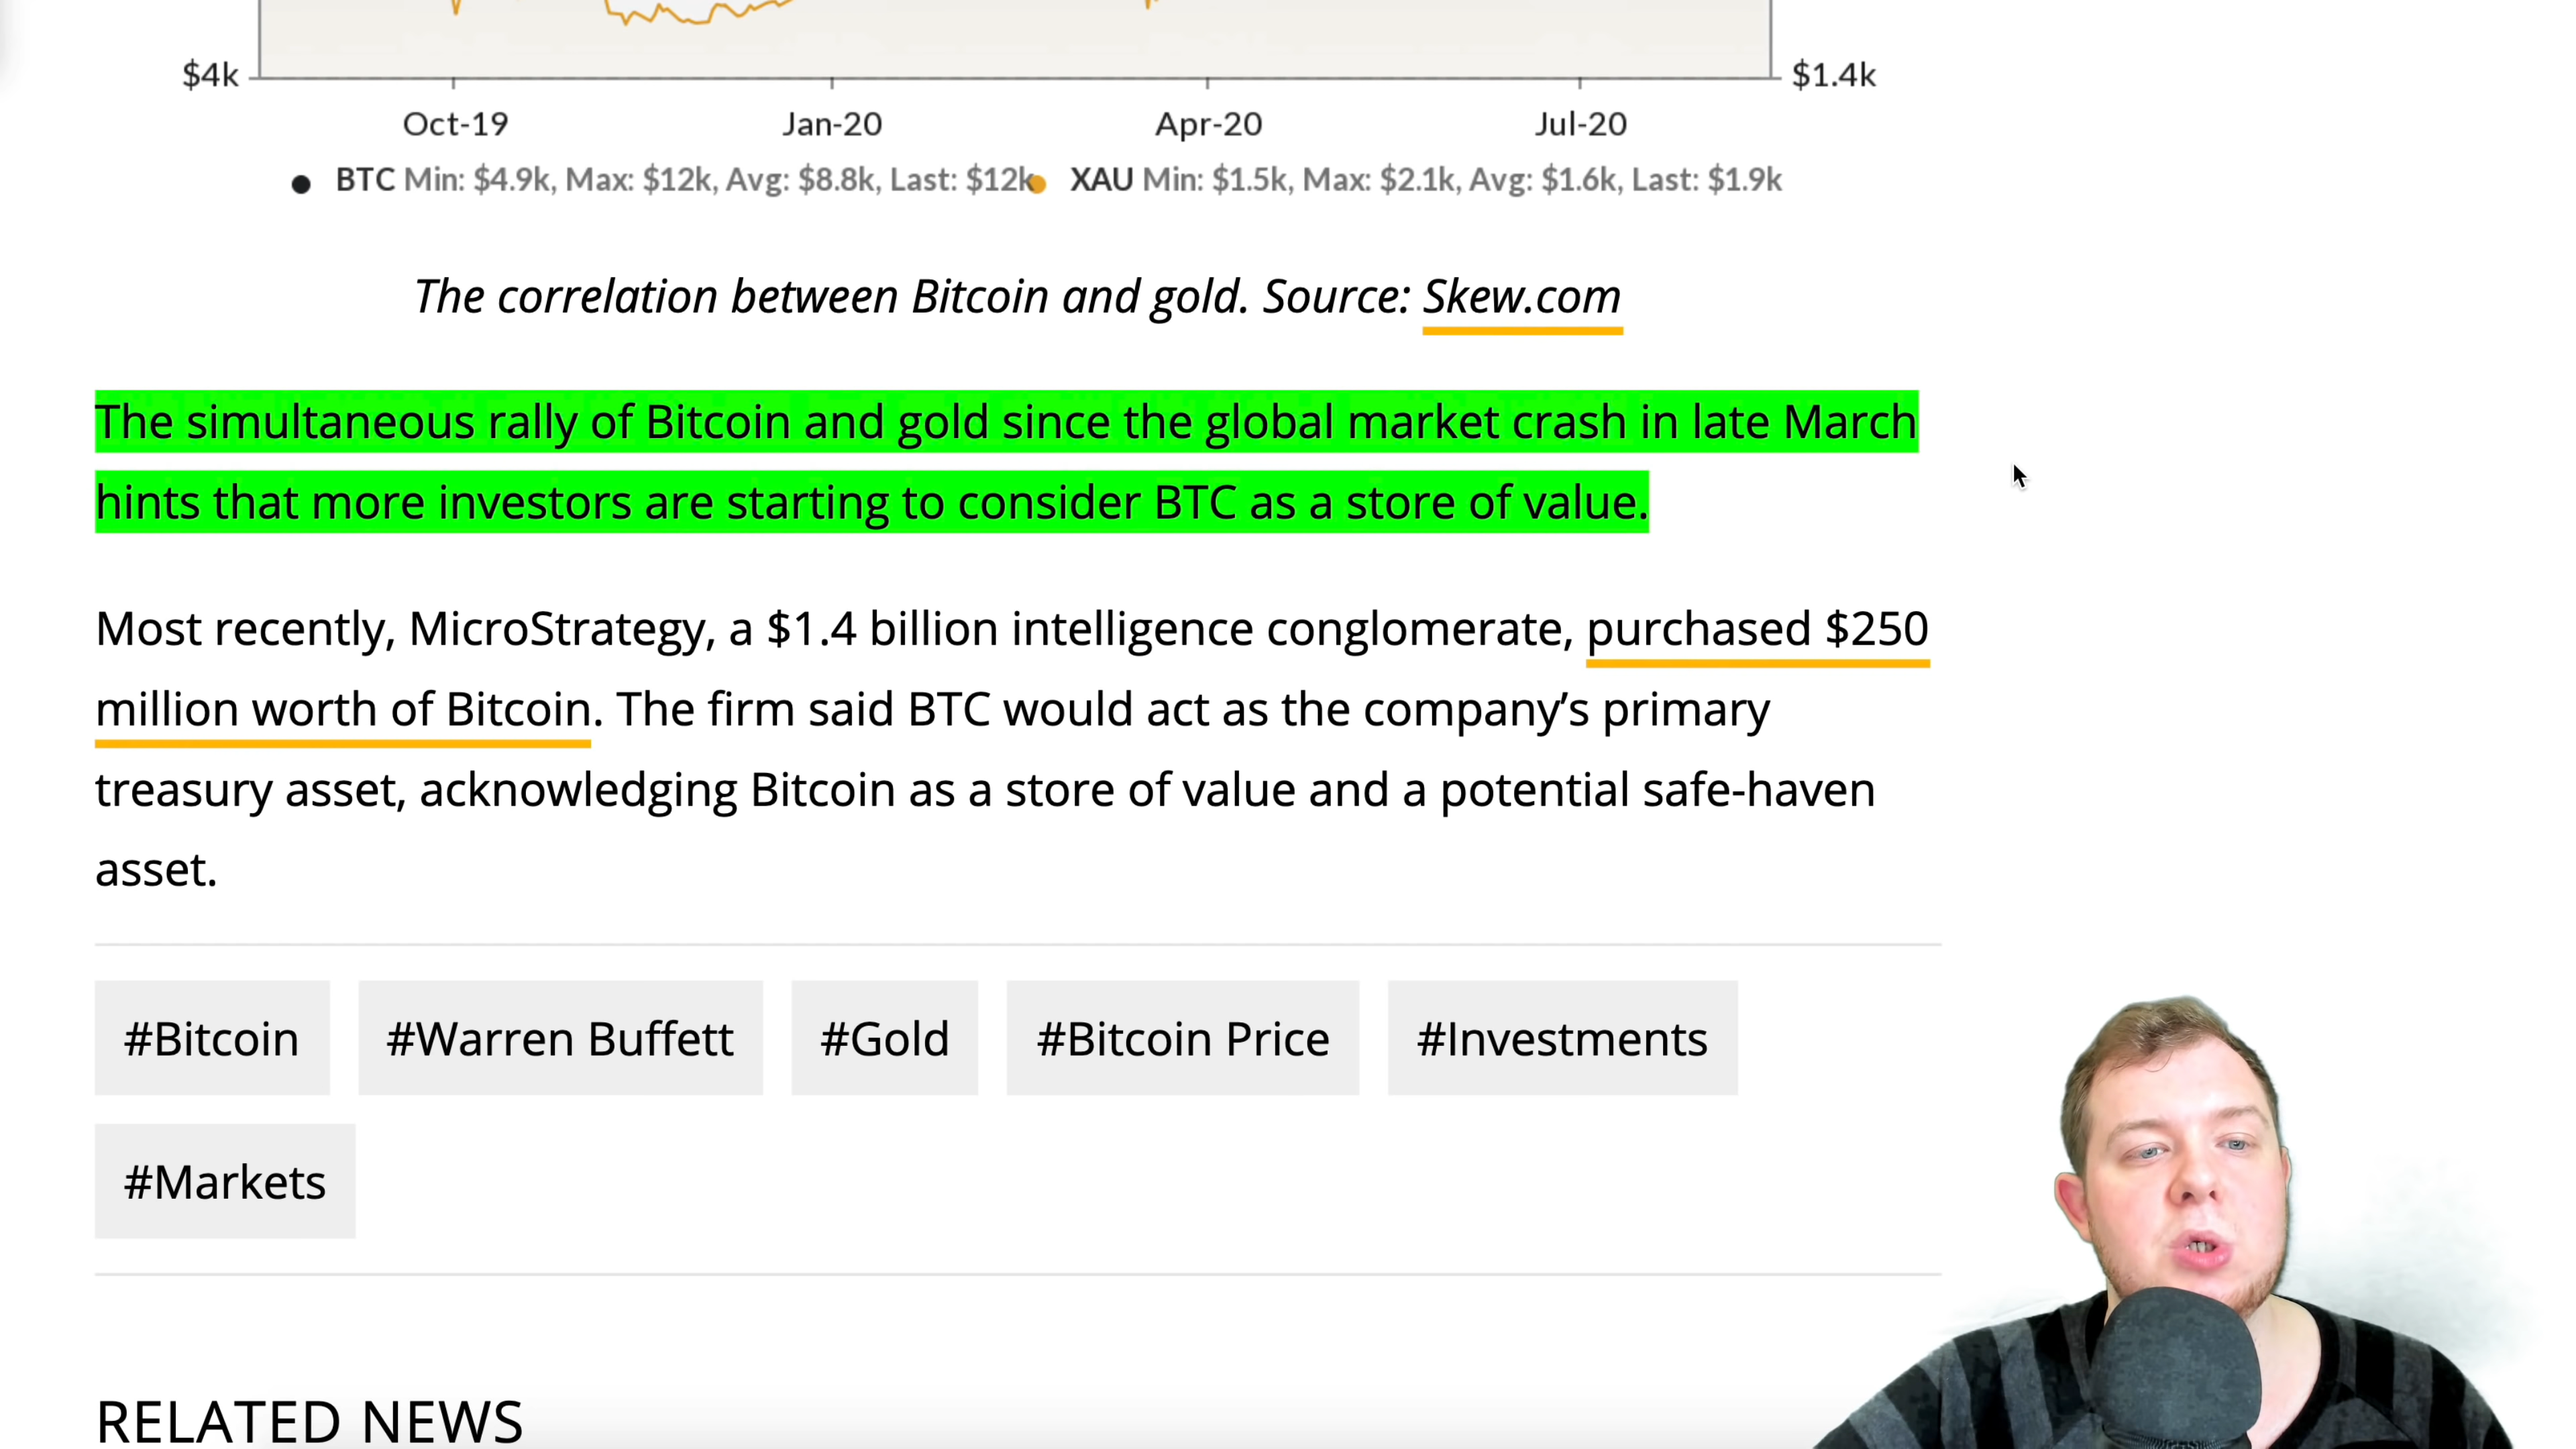 $4k
$1.4k
Oct-19 Jan-20 Apr-20 Jul-20
BTC Min: $4.9k, Max: $12k, Avg: $8.8k, Last: $12k XAU Min: $1.5k, Max: $2.1k, Avg: $1.6k, Last: $1.9k
The correlation between Bitcoin and gold. Source: Skew.com
The simultaneous rally of Bitcoin and gold since the global market crash in late March
hints that more investors are starting to consider BTC as a store of value.
Most recently, MicroStrategy, a $1.4 billion intelligence conglomerate, purchased $250
million worth of Bitcoin. The firm said BTC would act as the company’s primary
treasury asset, acknowledging Bitcoin as a store of value and a potential safe-haven
asset.
#Bitcoin #Warren Buffett #Gold #Bitcoin Price #Investments
#Markets
RELATED NEWS